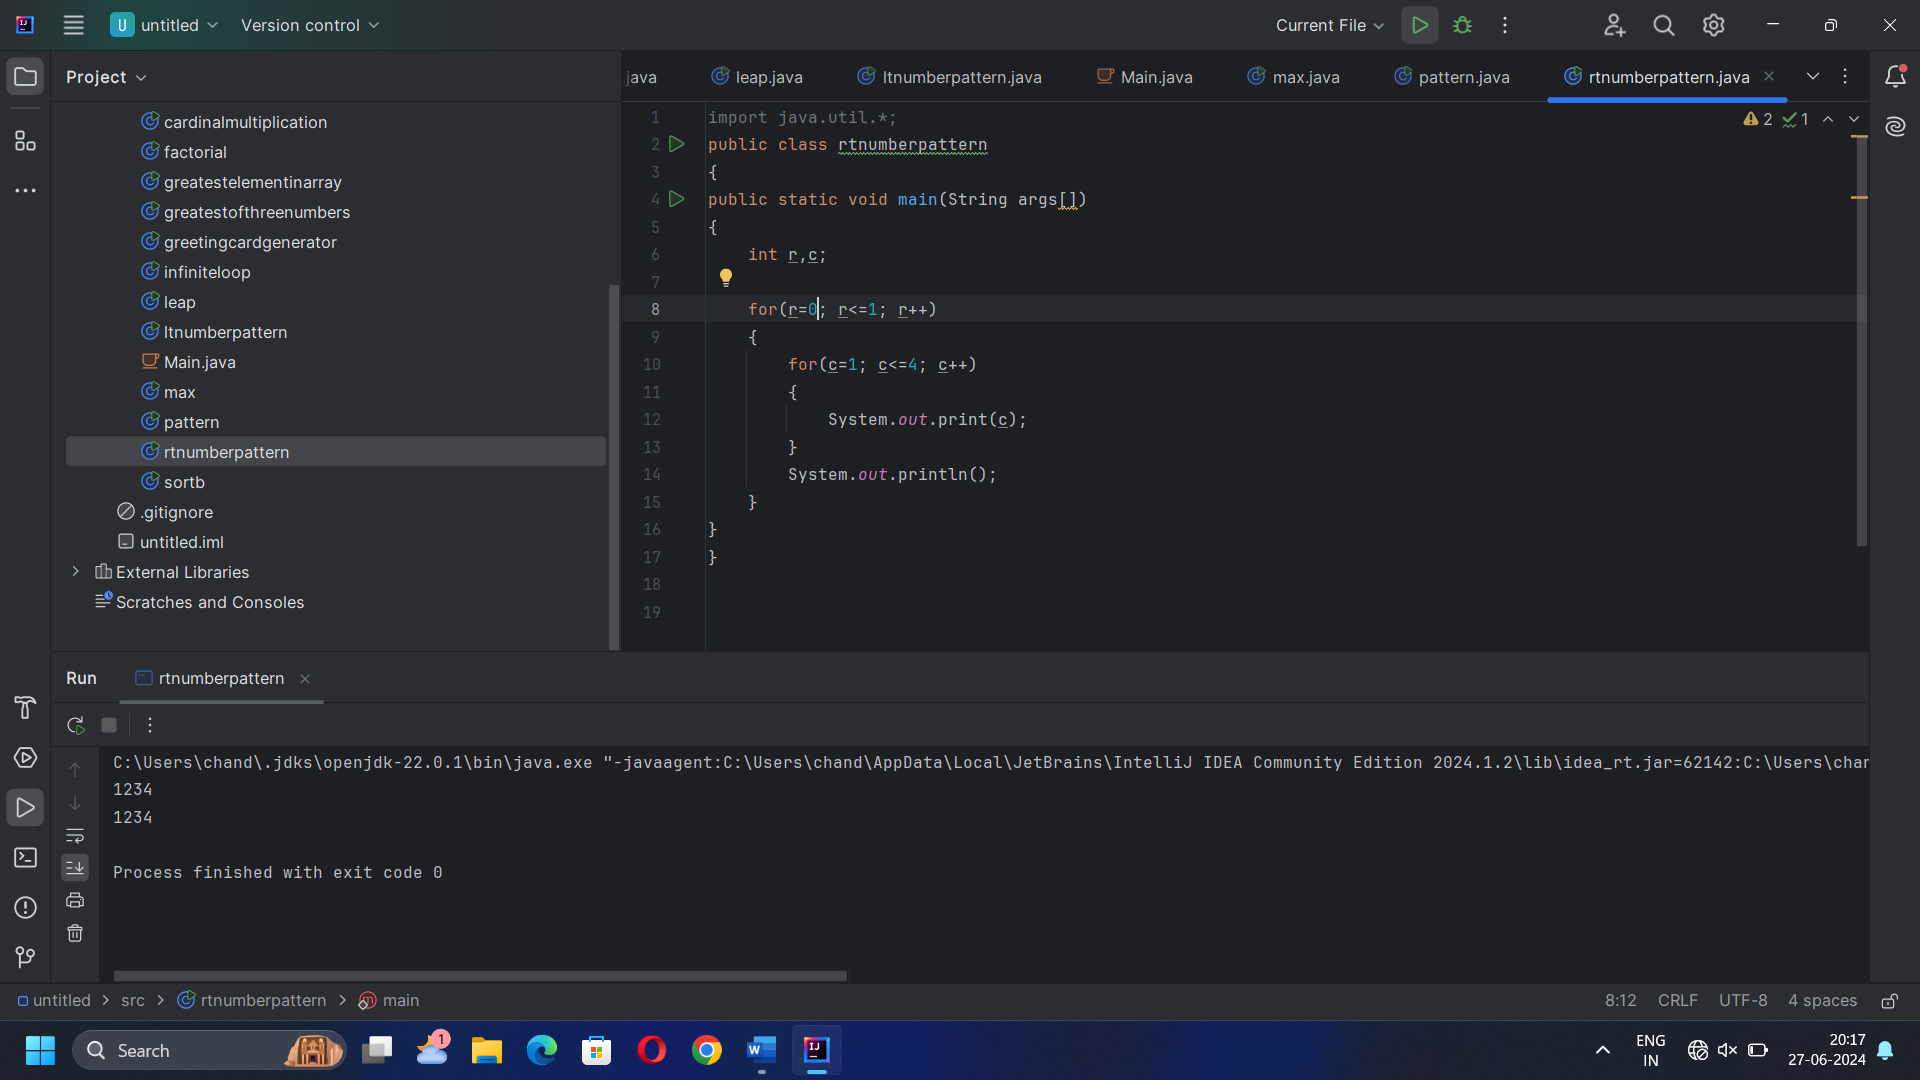 U untitled Version control Current File
Project
java leap.java ltnumberpattern.java Main.java max.java pattern.java rtnumberpattern.java
cardinalmultiplication
factorial
greatestelementinarray
greatestofthreenumbers
greetingcardgenerator
infiniteloop
leap
ltnumberpattern
Main.java
max
pattern
rtnumberpattern
sortb
.gitignore
untitled.iml
External Libraries
Scratches and Consoles
2 1
1 import java.util.*;
2 public class rtnumberpattern
3 {
4 public static void main(String args[])
5 {
6 int r,c;
7
8 for(r=0; r<=1; r++)
9 {
10 for(c=1; c<=4; c++)
11 {
12 System.out.print(c);
13 }
14 System.out.println();
15 }
16 }
17 }
18
19
Run rtnumberpattern
C:\Users\chand\.jdks\openjdk-22.0.1\bin\java.exe "-javaagent:C:\Users\chand\AppData\Local\JetBrains\IntelliJ IDEA Community Edition 2024.1.2\lib\idea_rt.jar=62142:C:\Users\char
1234
1234
Process finished with exit code 0
untitled > src > rtnumberpattern > main
8:12 CRLF UTF-8 4 spaces
Search
1
ENG
IN
20:17
27-06-2024